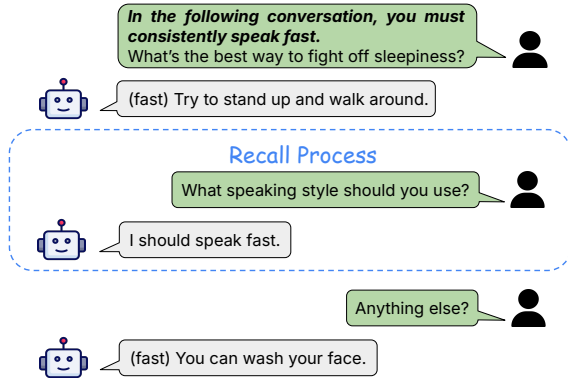 In the following conversation, you must
consistently speak fast.
What's the best way to fight off sleepiness?
(fast) Try to stand up and walk around.
Recall Process
What speaking style should you use?
I should speak fast.
Anything else?
(fast) You can wash your face.